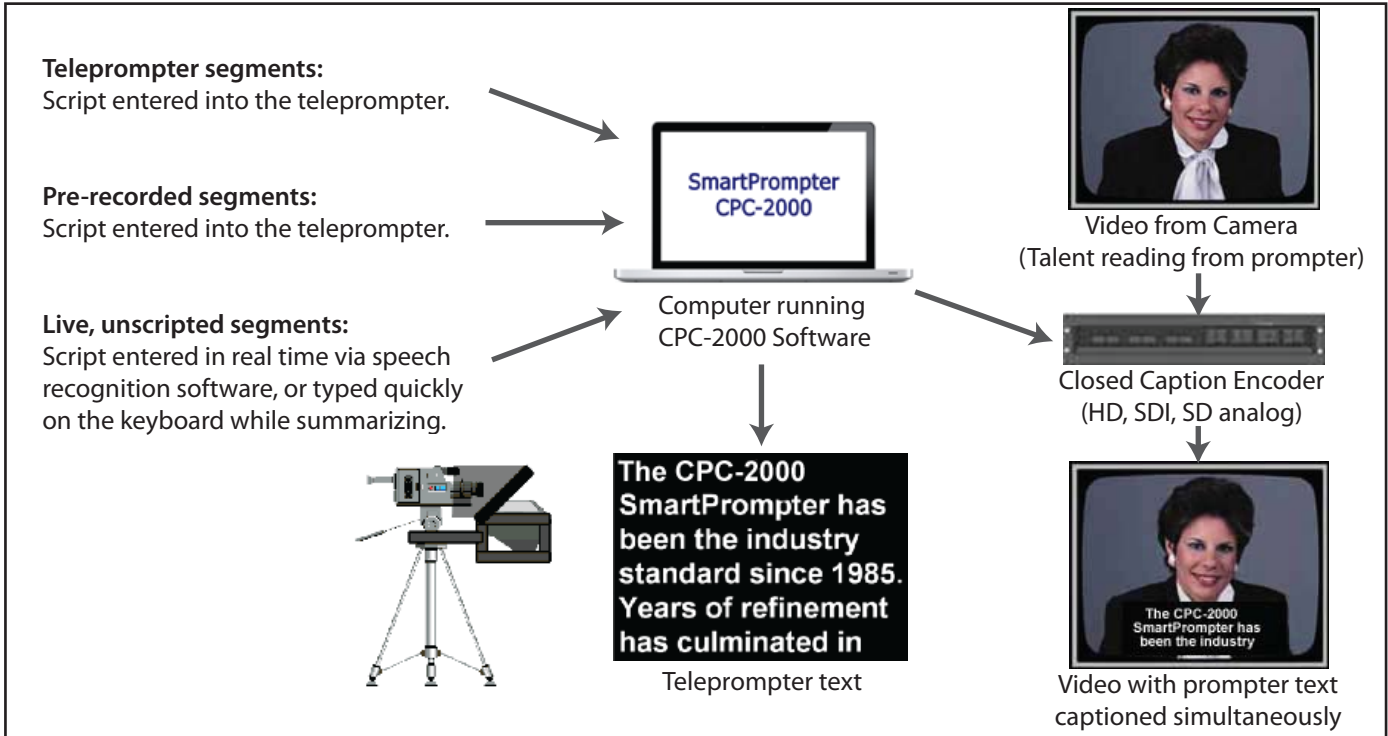 Teleprompter segments:
Script entered into the teleprompter.
Pre-recorded segments:
Script entered into the teleprompter.
Live, unscripted segments:
Script entered in real time via speech
recognition software, or typed quickly
on the keyboard while summarizing.
SmartPrompter
CPC-2000
Computer running
CPC-2000 Software
The CPC-2000
SmartPrompter has
been the industry
standard since 1985.
Years of refinement
has culminated in
Teleprompter text
Video from Camera
(Talent reading from prompter)
Closed Caption Encoder
(HD, SDI, SD analog)
The CPC-2000
SmartPrompter has
been the industry
Video with prompter text
captioned simultaneously